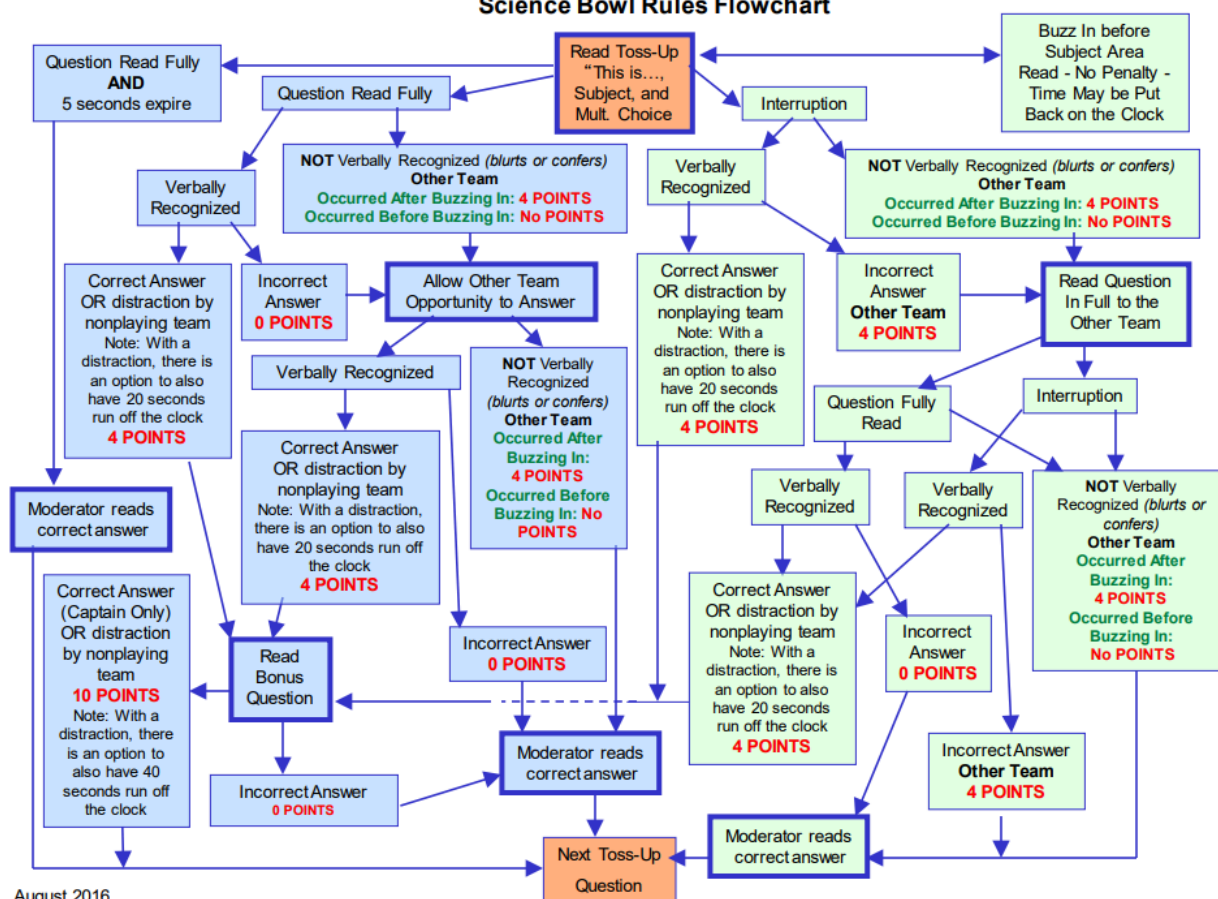 Science Bowl Rules Flowchart
Question Read Fully
AND
5 seconds expire
Question Read Fully
Read Toss-Up
“This is…,
Subject, and
Mult. Choice
Interruption
Buzz In before
Subject Area
Read - No Penalty -
Time May be Put
Back on the Clock
Verbally
Recognized
NOT Verbally Recognized (blurts or confers)
Other Team
Occurred After Buzzing In: 4 POINTS
Occurred Before Buzzing In: No POINTS
Verbally
Recognized
NOT Verbally Recognized (blurts or confers)
Other Team
Occurred After Buzzing In: 4 POINTS
Occurred Before Buzzing In: No POINTS
Correct Answer
OR distraction by
nonplaying team
Note: With a
distraction, there is
an option to also
have 20 seconds
run off the clock
4 POINTS
Incorrect
Answer
0 POINTS
Allow Other Team
Opportunity to Answer
Correct Answer
OR distraction by
nonplaying team
Note: With a
distraction, there is
an option to also
have 20 seconds
run off the clock
4 POINTS
Incorrect
Answer
Other Team
4 POINTS
Read Question
In Full to the
Other Team
Verbally Recognized
NOT Verbally
Recognized
(blurts or confers)
Other Team
Occurred After
Buzzing In:
4 POINTS
Occurred Before
Buzzing In: No
POINTS
Question Fully
Read
Interruption
Moderator reads
correct answer
Correct Answer
OR distraction by
nonplaying team
Note: With a distraction,
there is an option to also
have 20 seconds run off
the clock
4 POINTS
Verbally
Recognized
Verbally
Recognized
NOT Verbally
Recognized (blurts or
confers)
Other Team
Occurred After
Buzzing In:
4 POINTS
Occurred Before
Buzzing In:
No POINTS
Correct Answer
(Captain Only)
OR distraction
by nonplaying
team
10 POINTS
Note: With a
distraction, there
is an option to
also have 40
seconds run off
the clock
Read
Bonus
Question
Incorrect Answer
0 POINTS
Correct Answer
OR distraction by
nonplaying team
Note: With a
distraction, there is
an option to also
have 20 seconds
run off the clock
4 POINTS
Incorrect
Answer
0 POINTS
Incorrect Answer
0 POINTS
Moderator reads
correct answer
Incorrect Answer
Other Team
4 POINTS
Moderator reads
correct answer
Next Toss-Up
Question
August 2016